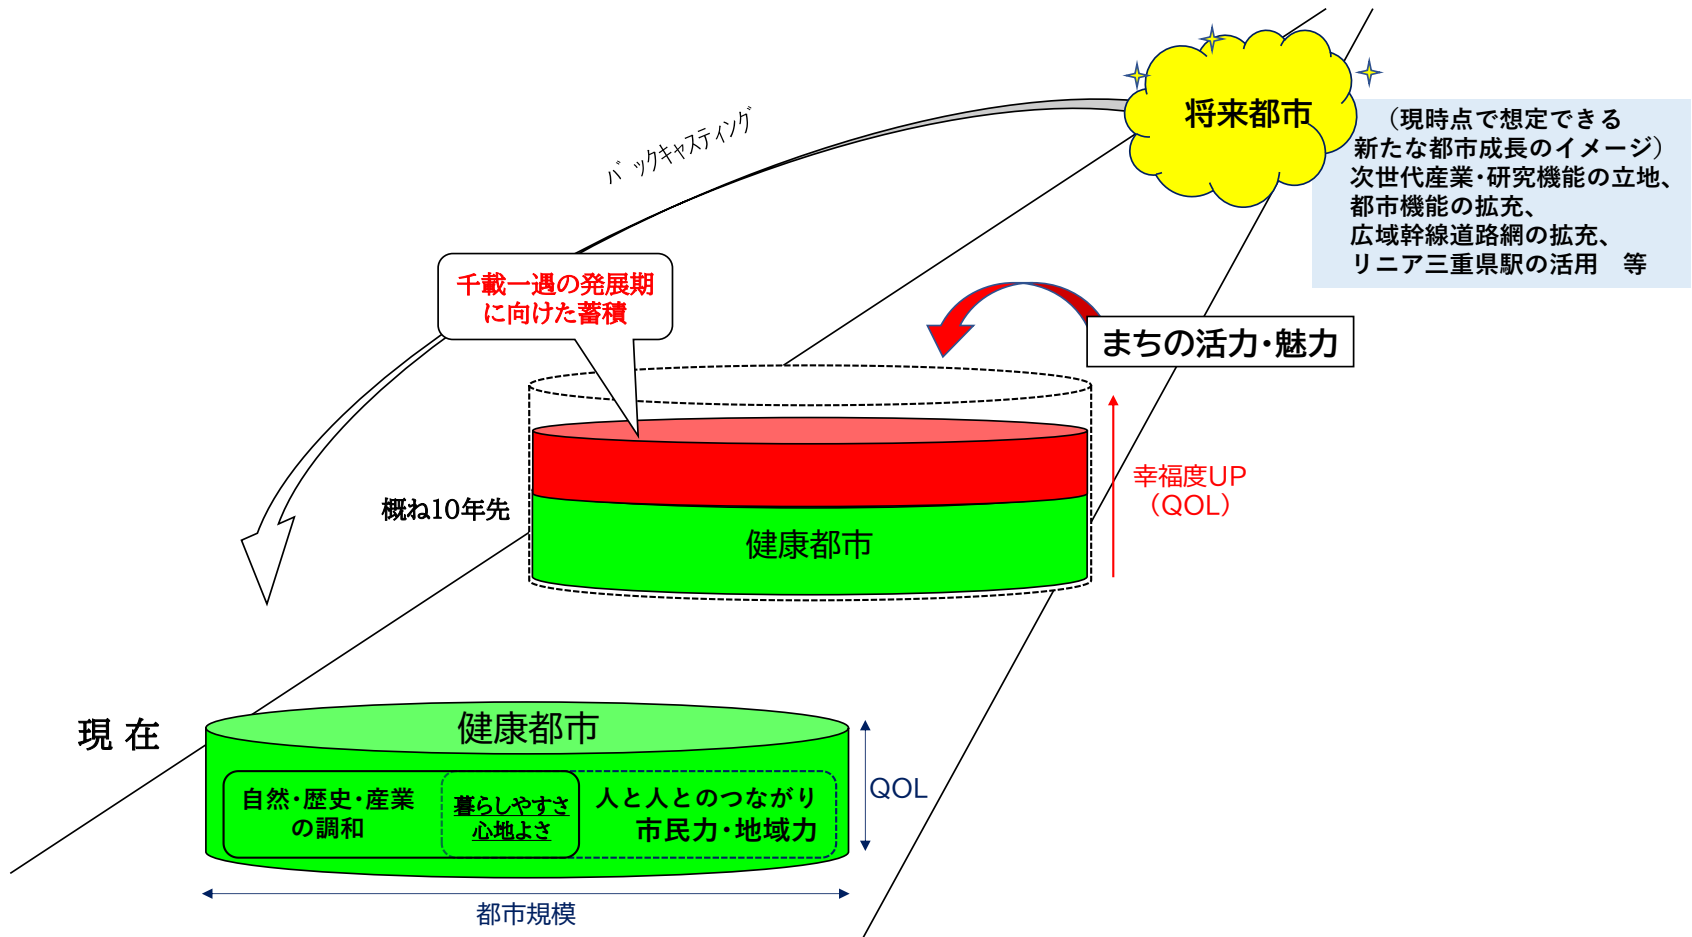 将来都市
（現時点で想定できる
新たな都市成長のイメージ）
次世代産業・研究機能の立地、
都市機能の拡充、
広域幹線道路網の拡充、
リニア三重県駅の活用　等
バックキャスティング
千載一遇の発展期
に向けた蓄積
まちの活力・魅力
幸福度UP
（QOL）
概ね10年先
健康都市
現 在
健康都市
自然・歴史・産業
の調和
暮らしやすさ
心地よさ
人と人とのつながり
市民力・地域力
QOL
都市規模